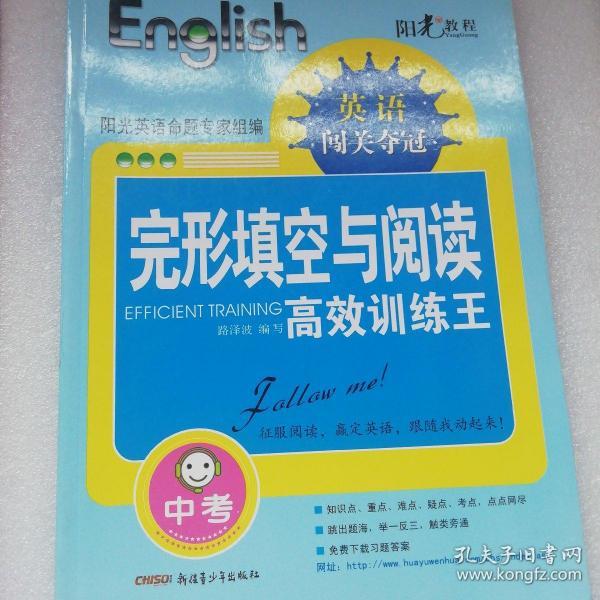 English
阳光教程
YangGuang
阳光英语命题专家组编
英语
闯关夺冠
完形填空与阅读
EFFICIENT TRAINING
高效训练王
路泽波 编写
Follow me!
征服阅读、赢定英语，跟随我动起来!
中考
知识点、重点、难点、疑点、考点，点点网尽
跳出题海，举一反三，触类旁通
免费下载习题答案
网址: http://www.huayuwenhua
CHISO: 新疆青少年出版社
孔夫子旧书网
www.kongfz.com